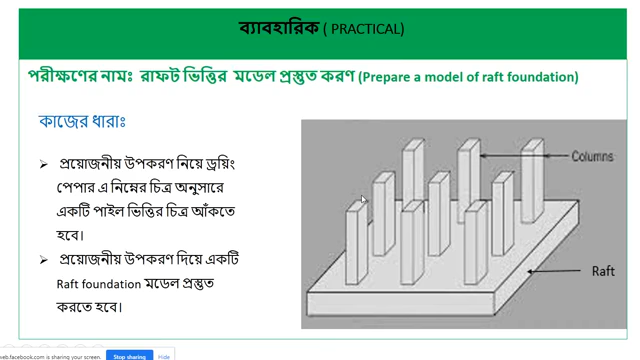 ব্যাবহারিক ( PRACTICAL)
পরীক্ষণের নামঃ রাফট ভিত্তির মডেল প্রস্তুত করণ (Prepare a model of raft foundation)
কাজের ধারাঃ
➢ প্রয়োজনীয় উপকরণ নিয়ে ড্রয়িং
পেপার এ নিম্নের চিত্র অনুসারে
একটি পাইল ভিত্তির চিত্র আঁকতে
হবে।
➢ প্রয়োজনীয় উপকরণ দিয়ে একটি
Raft foundation মডেল প্রস্তুত
করতে হবে।
Columns
Raft
web.facebook.com is sharing your screen.
Stop sharing
Hide